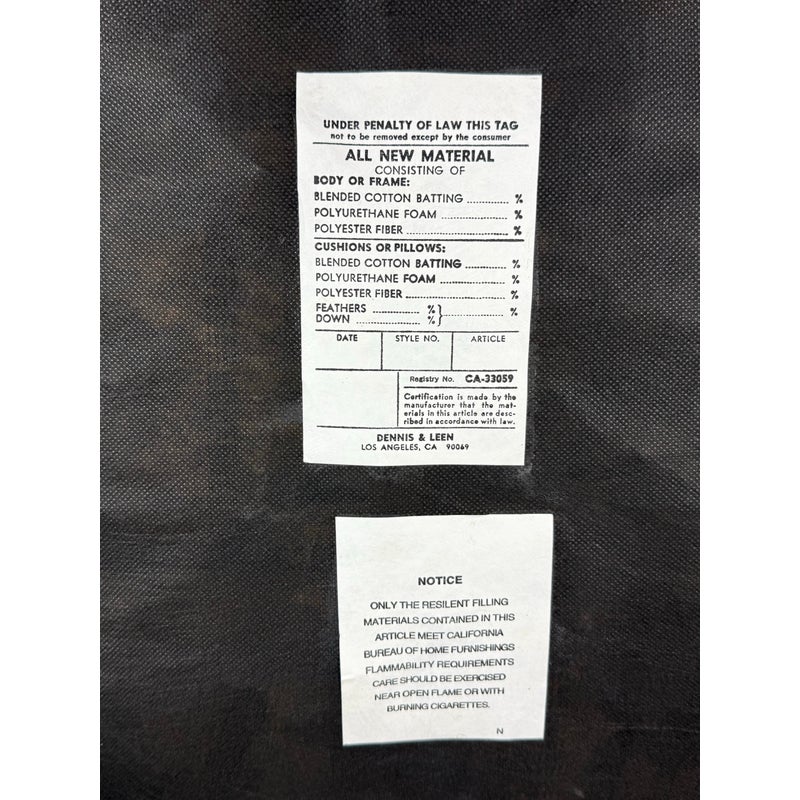 UNDER PENALTY OF LAW THIS TAG
not to be removed except by the consumer
ALL NEW MATERIAL
CONSISTING OF
BODY OR FRAME:
BLENDED COTTON BATTING ............ %
POLYURETHANE FOAM .................... %
POLYESTER FIBER ............................. %
CUSHIONS OR PILLOWS:
BLENDED COTTON BATTING ............ %
POLYURETHANE FOAM .................... %
POLYESTER FIBER ............................. %
FEATHERS ............. %} .................. %
DOWN .................. %
DATE STYLE NO. ARTICLE
Registry No. CA-33059
Certification is made by the
manufacturer that the mat-
erials in this article are desc-
ribed in accordance with law.
DENNIS & LEEN
LOS ANGELES, CA 90069
NOTICE
ONLY THE RESILENT FILLING
MATERIALS CONTAINED IN THIS
ARTICLE MEET CALIFORNIA
BUREAU OF HOME FURNISHINGS
FLAMMABILITY REQUIREMENTS
CARE SHOULD BE EXERCISED
NEAR OPEN FLAME OR WITH
BURNING CIGARETTES.
N